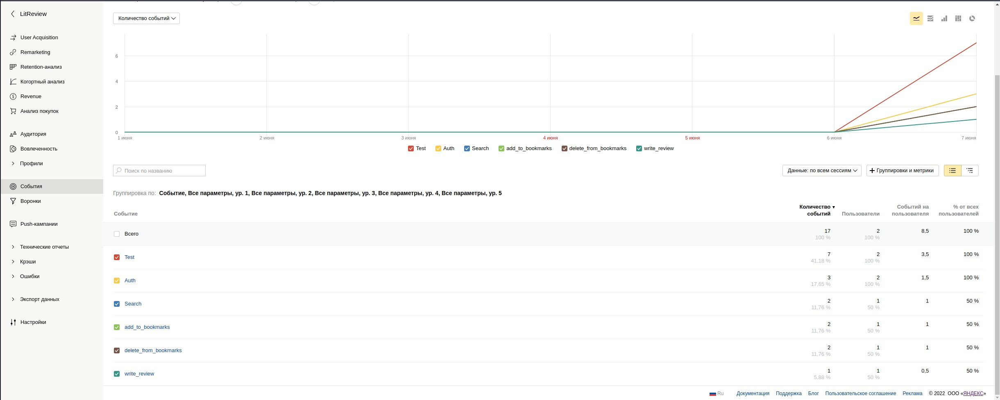 LitReview
User Acquisition
Remarketing
Retention-анализ
Когортный анализ
Revenue
Анализ покупок
Аудитория
Вовлеченность
Профили
События
Воронки
Push-кампании
Технические отчеты
Крэши
Ошибки
Экспорт данных
Настройки
Количество событий
6
4
2
0
1 июня 2 июня 3 июня 4 июня 5 июня 6 июня 7 июня
Test Auth Search add_to_bookmarks delete_from_bookmarks write_review
Поиск по названию Данные: по всем сессиям Группировки и метрики
Группировка по: Событие, Все параметры, ур. 1, Все параметры, ур. 2, Все параметры, ур. 3, Все параметры, ур. 4, Все параметры, ур. 5
Событие Количество событий Пользователи Событий на пользователя % от всех пользователей
Всего 17 2 8,5 100 %
100 % 100 %
Test 7 2 3,5 100 %
41,18 % 100 %
Auth 3 2 1,5 100 %
17,65 % 100 %
Search 2 1 1 50 %
11,76 % 50 %
add_to_bookmarks 2 1 1 50 %
11,76 % 50 %
delete_from_bookmarks 2 1 1 50 %
11,76 % 50 %
write_review 1 1 0,5 50 %
5,88 % 50 %
Ru Документация Поддержка Блог Пользовательское соглашение Реклама © 2022 ООО «ЯНДЕКС»